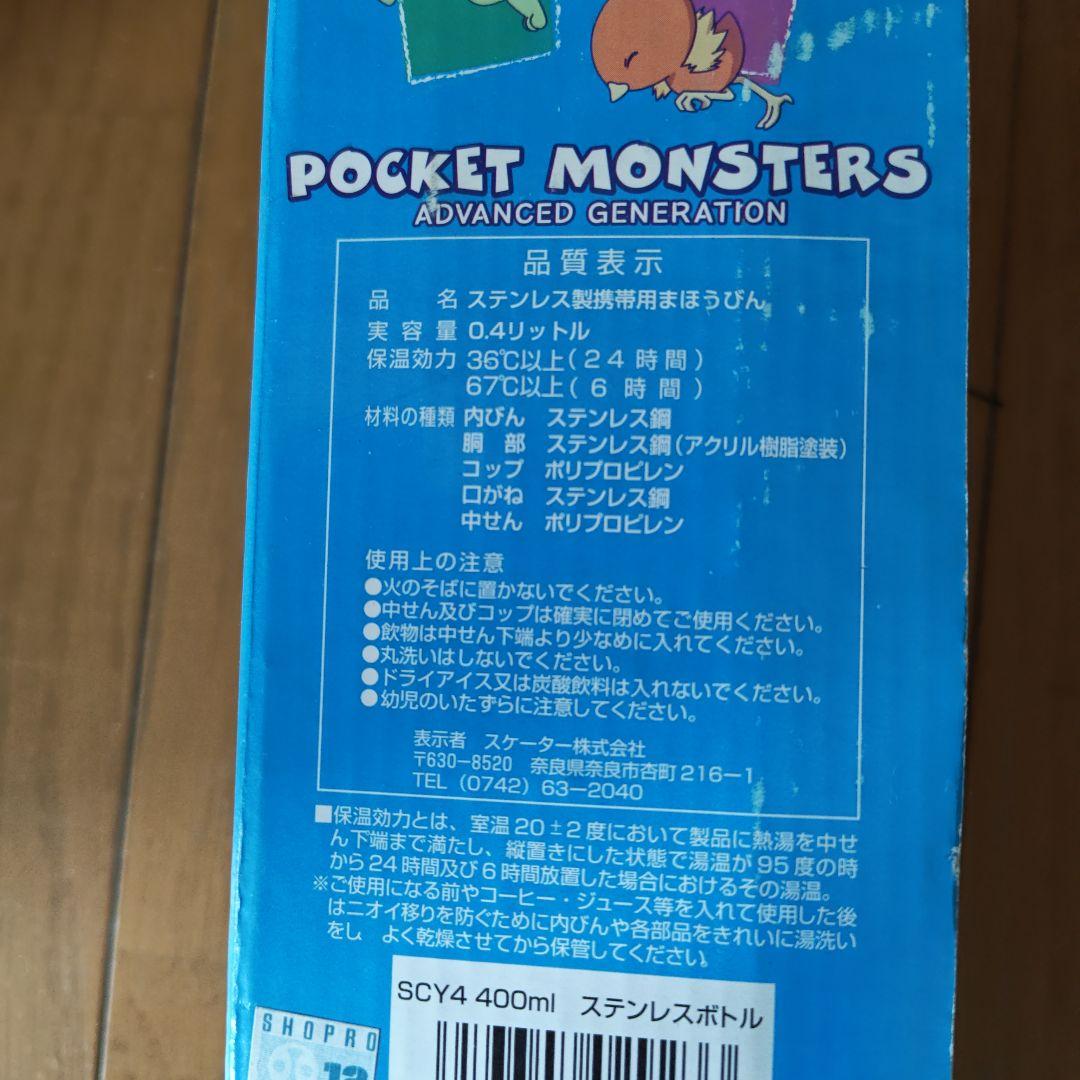 POCKET MONSTERS
ADVANCED GENERATION
品質表示
品 名 ステンレス製携帯用まほうびん
実容量 0.4リットル
保温効力 36℃以上(24時間)
67℃以上(6時間)
材料の種類 内びん ステンレス鋼
胴部 ステンレス鋼(アクリル樹脂塗装)
コップ ポリプロピレン
口がね ステンレス鋼
中せん ポリプロピレン
使用上の注意
●火のそばに置かないでください。
●中せん及びコップは確実に閉めてご使用ください。
●飲物は中せん下端より少なめに入れてください。
●丸洗いはしないでください。
●ドライアイス又は炭酸飲料は入れないでください。
●幼児のいたずらに注意してください。
表示者 スケーター株式会社
〒630-8520 奈良県奈良市杏町216-1
TEL (0742) 63-2040
■保温効力とは、室温20±2度において製品に熱湯を中せ
ん下端まで満たし、縦置きにした状態で湯温が95度の時
から24時間及び6時間放置した場合におけるその湯温。
※ご使用になる前やコーヒー・ジュース等を入れて使用した後
はニオイ移りを防ぐために内びんや各部品をきれいに湯洗い
をし よく乾燥させてから保管してください。
SCY4 400ml ステンレスボトル
SHOPRO